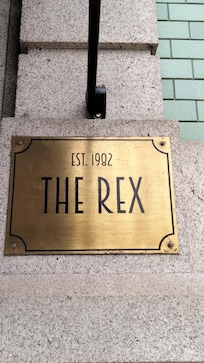 EST. 1982
THE REX